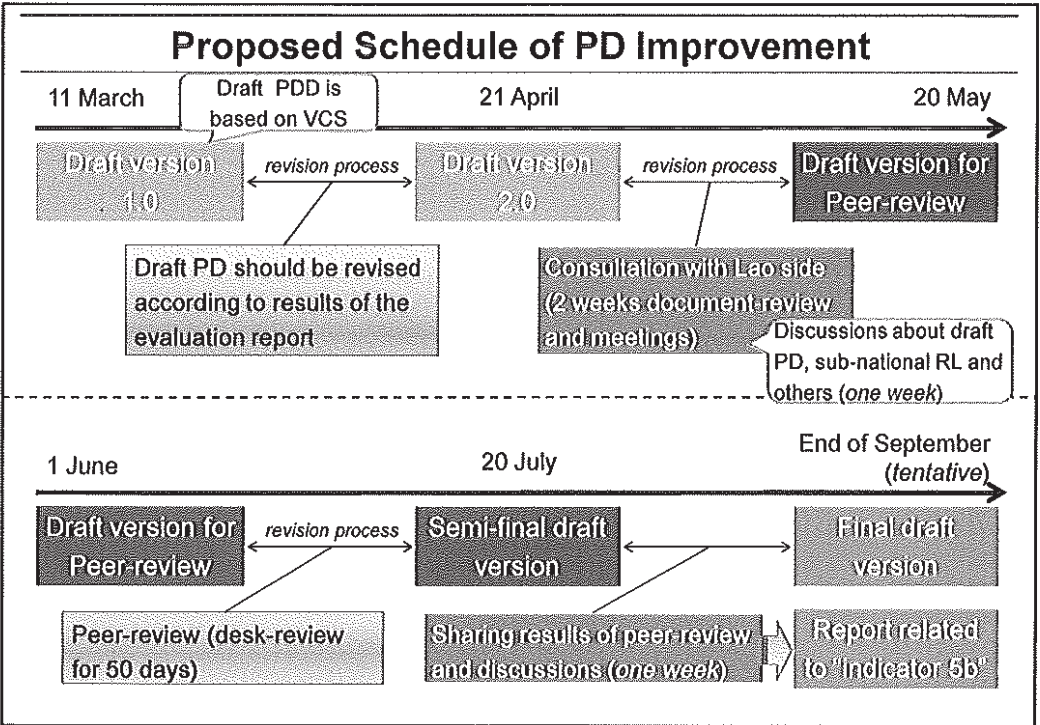 Proposed Schedule of PD Improvement
11 March
Draft PDD is
based on VCS
21 April
20 May
Draft version
1.0
revision process
Draft version
2.0
revision process
Draft version for
Peer-review
Draft PD should be revised
according to results of the
evaluation report
Consultation with Lao side
(2 weeks document-review
and meetings)
Discussions about draft
PD, sub-national RL and
others (one week)
1 June
20 July
End of September
(tentative)
Draft version for
Peer-review
revision process
Semi-final draft
version
Final draft
version
Peer-review (desk-review
for 50 days)
Sharing results of peer-review
and discussions (one week)
Report related
to "Indicator 5b"